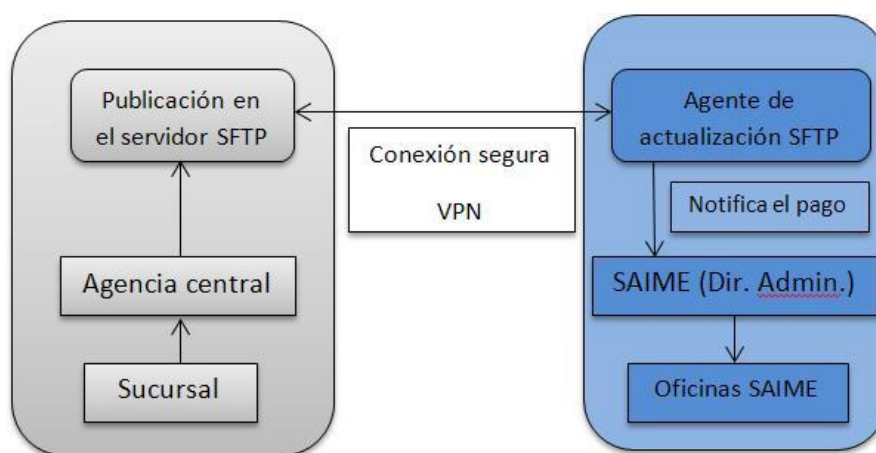 Publicación en
el servidor SFTP
Agente de
actualización SFTP
Conexión segura
VPN
Notifica el pago
Agencia central
SAIME (Dir. Admin.)
Sucursal
Oficinas SAIME